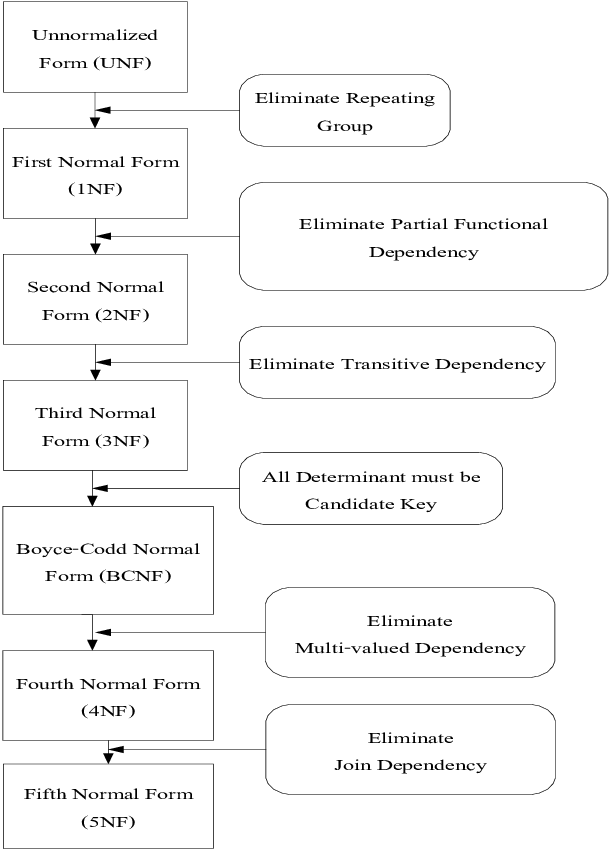 Unnormalized
Form (UNF)
Eliminate Repeating
Group
First Normal Form
(1NF)
Eliminate Partial Functional
Dependency
Second Normal
Form (2NF)
Eliminate Transitive Dependency
Third Normal
Form (3NF)
All Determinant must be
Candidate Key
Boyce-Codd Normal
Form (BCNF)
Eliminate
Multi-valued Dependency
Fourth Normal Form
(4NF)
Eliminate
Join Dependency
Fifth Normal Form
(5NF)